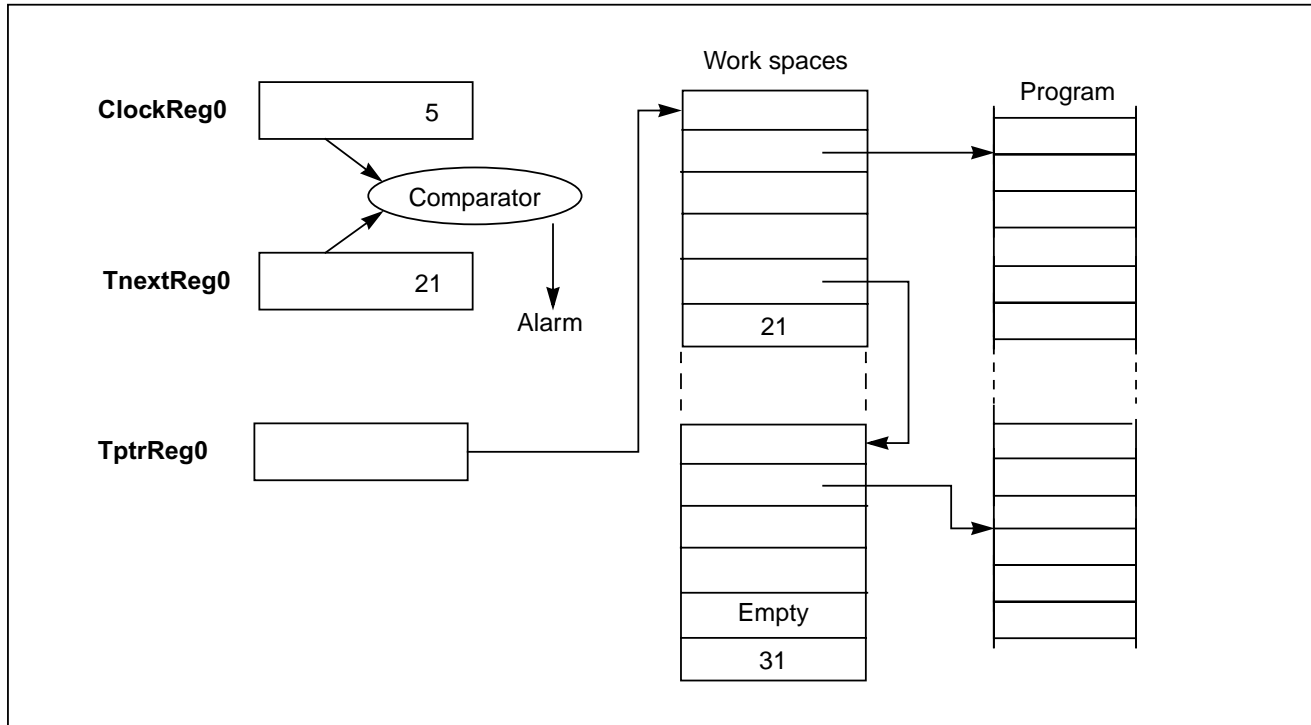 Work spaces
Program
ClockReg0
5
Comparator
TnextReg0
21
Alarm
21
TptrReg0
Empty
31